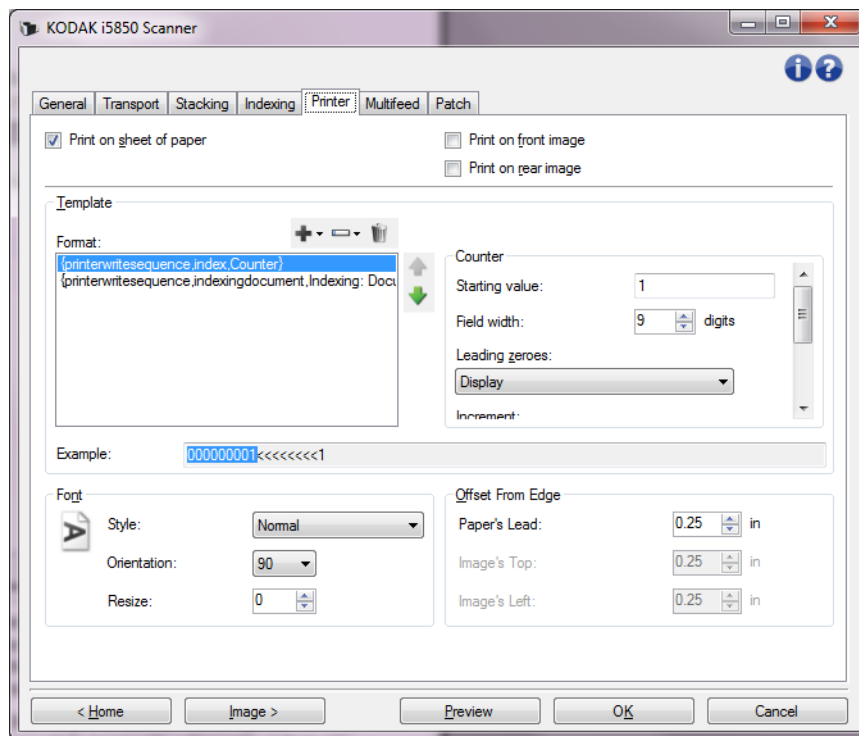 KODAK i5850 Scanner
General Transport Stacking Indexing Printer Multifeed Patch
Print on sheet of paper
Print on front image
Print on rear image
Template
Format:
{printerwritesequence,index,Counter}
{printerwritesequence,indexingdocument,Indexing: Docu
Counter
Starting value: 1
Field width: 9 digits
Leading zeroes:
Display
Increment:
Example: 000000001<<<<<<<<1
Font
Style: Normal
Orientation: 90
Resize: 0
Offset From Edge
Paper's Lead: 0.25 in
Image's Top: 0.25 in
Image's Left: 0.25 in
< Home Image > Preview OK Cancel